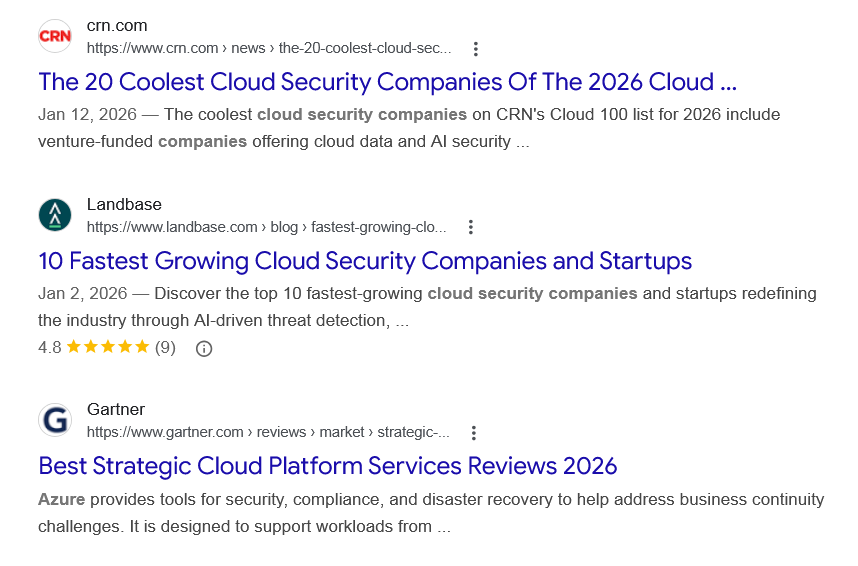 CRN
crn.com
https://www.crn.com › news › the-20-coolest-cloud-sec...
The 20 Coolest Cloud Security Companies Of The 2026 Cloud ...
Jan 12, 2026 — The coolest cloud security companies on CRN's Cloud 100 list for 2026 include
venture-funded companies offering cloud data and AI security ...
Landbase
https://www.landbase.com › blog › fastest-growing-clo...
10 Fastest Growing Cloud Security Companies and Startups
Jan 2, 2026 — Discover the top 10 fastest-growing cloud security companies and startups redefining
the industry through AI-driven threat detection, ...
4.8 ★★★★★ (9)
G
Gartner
https://www.gartner.com › reviews › market › strategic-...
Best Strategic Cloud Platform Services Reviews 2026
Azure provides tools for security, compliance, and disaster recovery to help address business continuity
challenges. It is designed to support workloads from ...